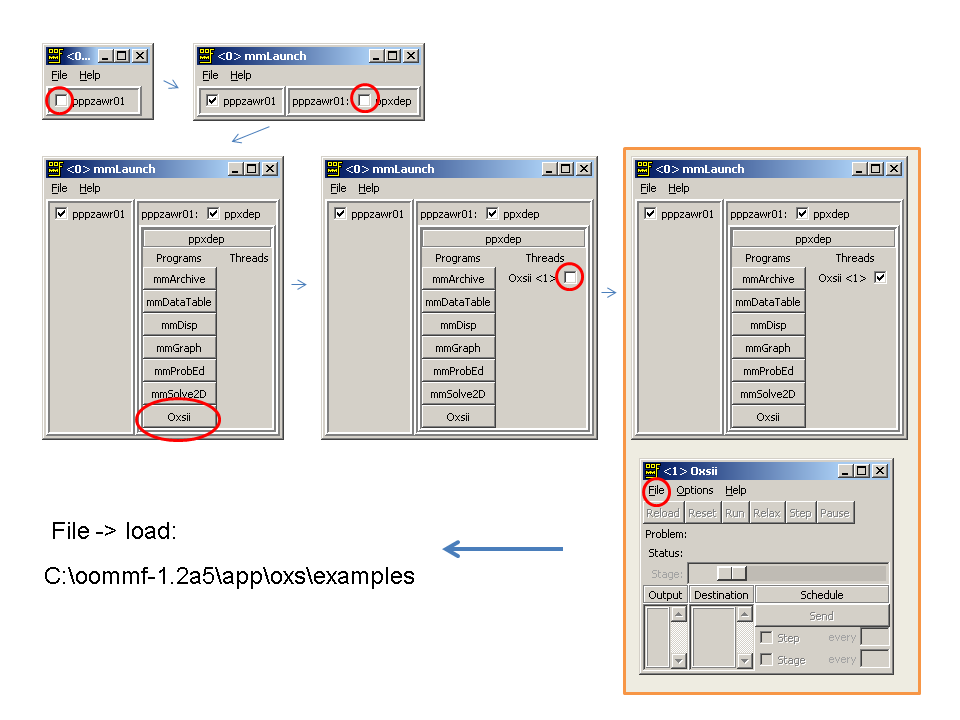 <0...
File Help
pppzawr01
<0> mmLaunch
File Help
pppzawr01 pppzawr01: ppxdep
<0> mmLaunch
File Help
pppzawr01 pppzawr01: ppxdep
ppxdep
Programs Threads
mmArchive
mmDataTable
mmDisp
mmGraph
mmProbEd
mmSolve2D
Oxsii
<0> mmLaunch
File Help
pppzawr01 pppzawr01: ppxdep
ppxdep
Programs Threads
mmArchive Oxsii <1>
mmDataTable
mmDisp
mmGraph
mmProbEd
mmSolve2D
Oxsii
<0> mmLaunch
File Help
pppzawr01 pppzawr01: ppxdep
ppxdep
Programs Threads
mmArchive Oxsii <1>
mmDataTable
mmDisp
mmGraph
mmProbEd
mmSolve2D
Oxsii
<1> Oxsii
File Options Help
Reload Reset Run Relax Step Pause
Problem:
Status:
Stage:
Output Destination Schedule
Send
Step every
Stage every
File -> load:
C:\oommf-1.2a5\app\oxs\examples